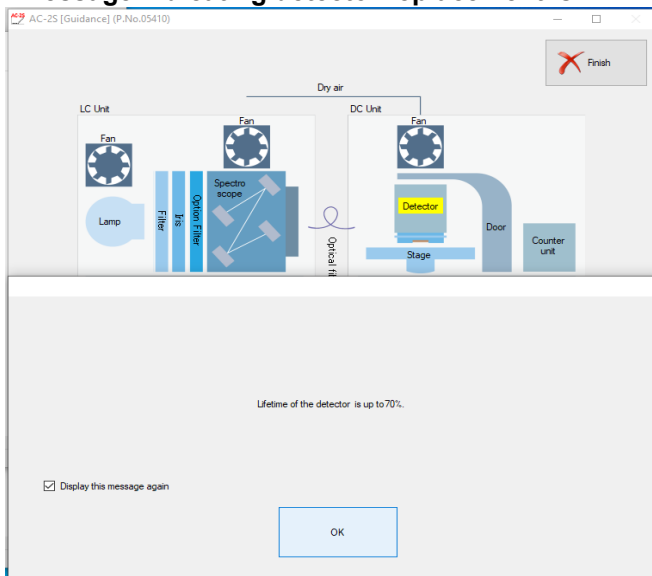 AC-2S [Guidance] (P.No.05410)
Finish
Dry air
LC Unit
DC Unit
Fan
Fan
Fan
Spectro
scope
Lamp
Filter
Iris
Option Filter
Optical fi
Detector
Door
Stage
Counter
unit
Lifetime of the detector is up to70%.
Display this message again
OK